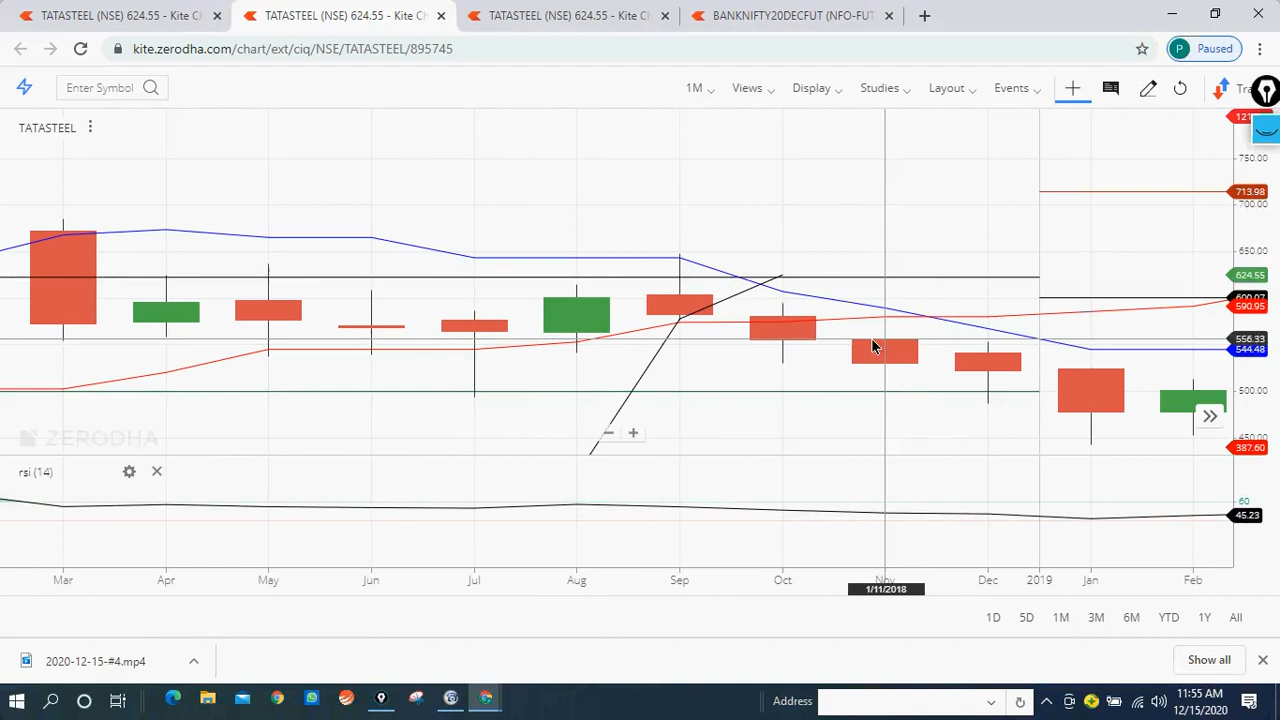 TATASTEEL (NSE) 624.55 - Kite C
TATASTEEL (NSE) 624.55 - Kite C
TATASTEEL (NSE) 624.55 - Kite C
BANKNIFTY20DECFUT (NFO-FUT
kite.zerodha.com/chart/ext/ciq/NSE/TATASTEEL/895745
P Paused
Enter Symbol
1M Views Display Studies Layout Events
TATASTEEL
750.00
713.98
700.00
650.00
624.55
590.95
556.33
544.48
500.00
387.60
ZERODHA
rsi (14)
60
45.23
Mar Apr May Jun Jul Aug Sep Oct Nov Dec 2019 Jan Feb
1/11/2018
1D 5D 1M 3M 6M YTD 1Y All
2020-12-15-#4.mp4
Show all
Address
11:55 AM
12/15/2020